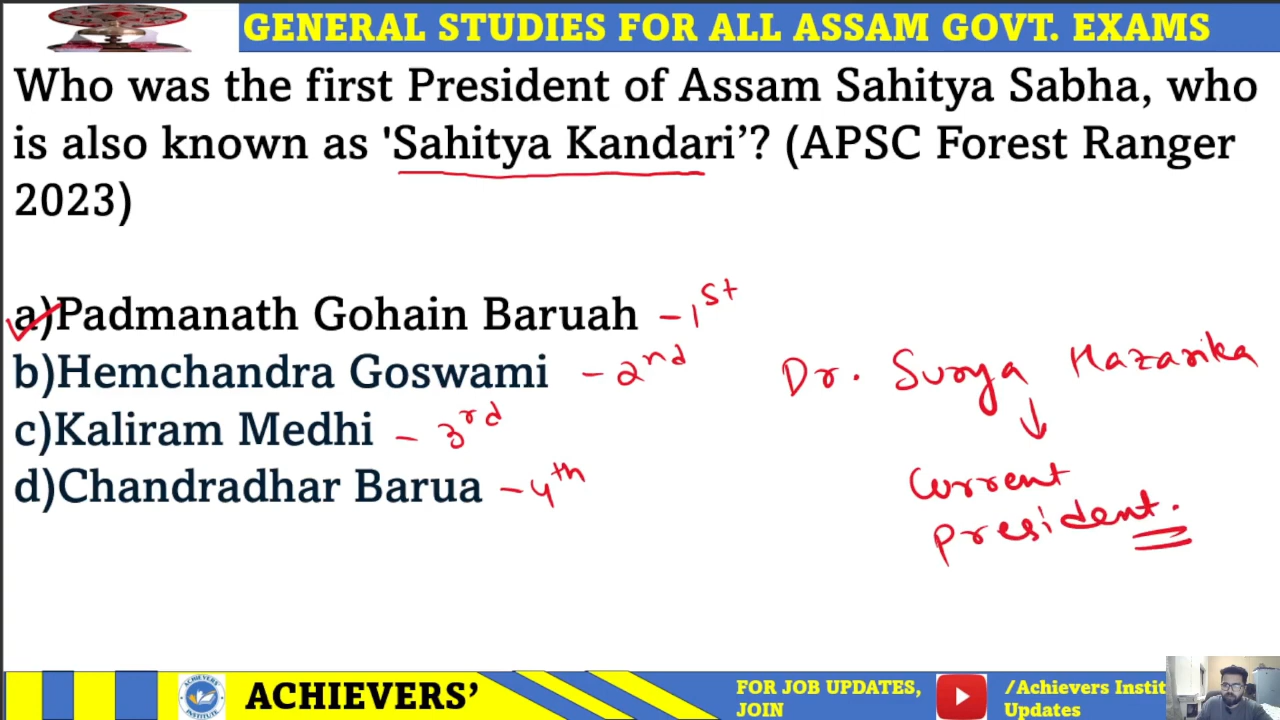 GENERAL STUDIES FOR ALL ASSAM GOVT. EXAMS
Who was the first President of Assam Sahitya Sabha, who
is also known as 'Sahitya Kandari’? (APSC Forest Ranger
2023)
a)Padmanath Gohain Baruah - 1st
b)Hemchandra Goswami - 2nd
c)Kaliram Medhi - 3rd
d)Chandradhar Barua - 4th
Dr. Surya Hazarika
Current
president.
ACHIEVERS’
FOR JOB UPDATES,
JOIN
/Achievers Instit
Updates
ACHIEVERS
INSTITUTE